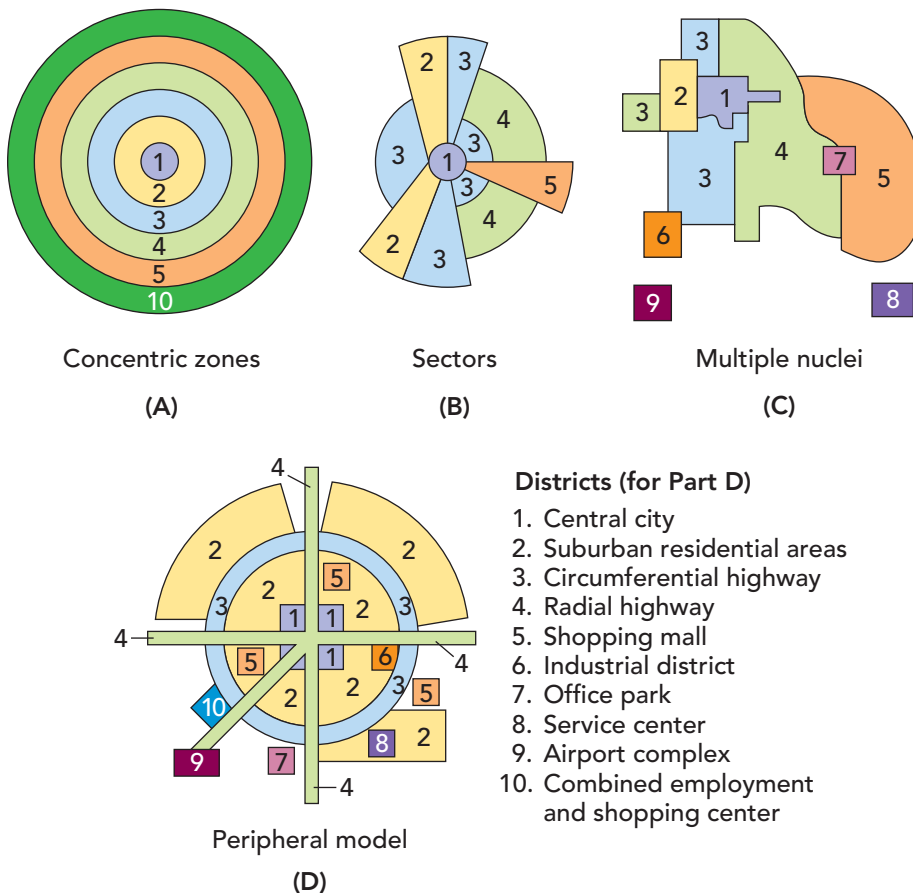 1
2
3
4
5
10
Concentric zones
(A)
2
3
4
3
3
1
5
3
4
2
3
Sectors
(B)
3
1
2
3
4
7
5
3
6
9
8
Multiple nuclei
(C)
4
2
2
5
3
2
2
3
1
1
4
5
1
6
4
2
2
3
5
10
8
2
9
7
4
Peripheral model
(D)
Districts (for Part D)
1. Central city
2. Suburban residential areas
3. Circumferential highway
4. Radial highway
5. Shopping mall
6. Industrial district
7. Office park
8. Service center
9. Airport complex
10. Combined employment
and shopping center